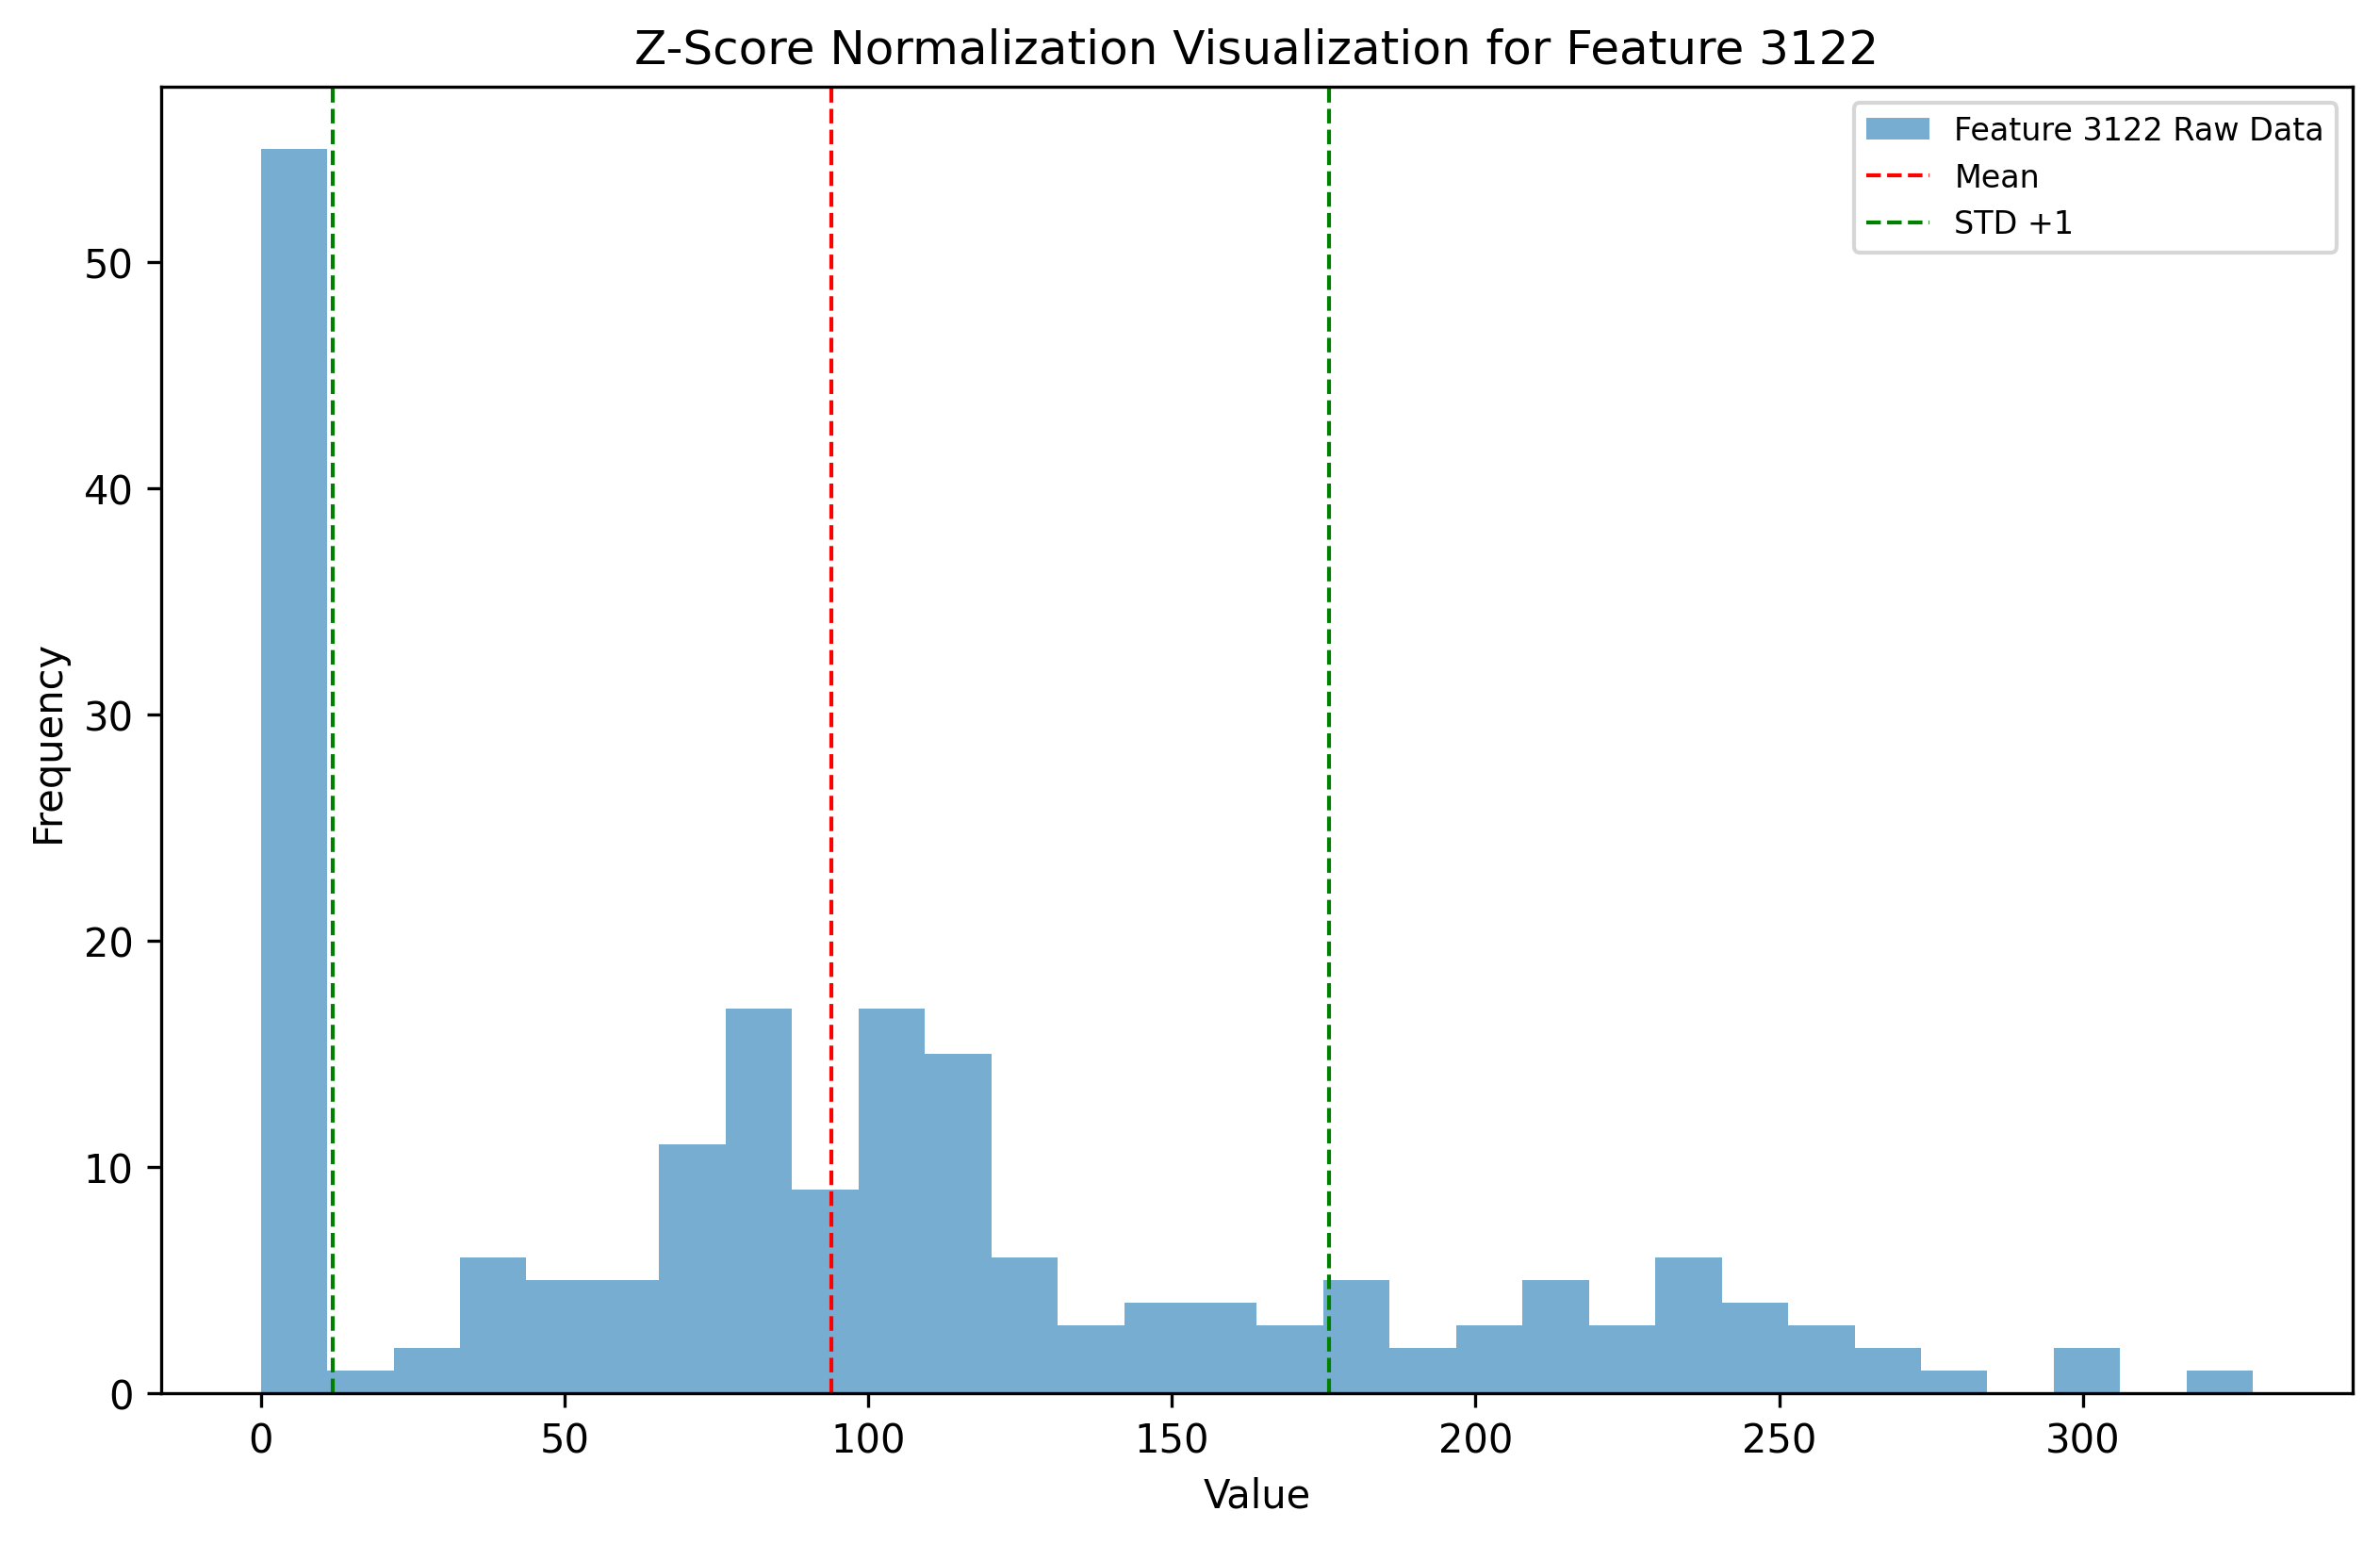 Z-Score Normalization Visualization for Feature 3122
Feature 3122 Raw Data
Mean
STD +1
50
40
30
20
10
0
Frequency
0 50 100 150 200 250 300
Value